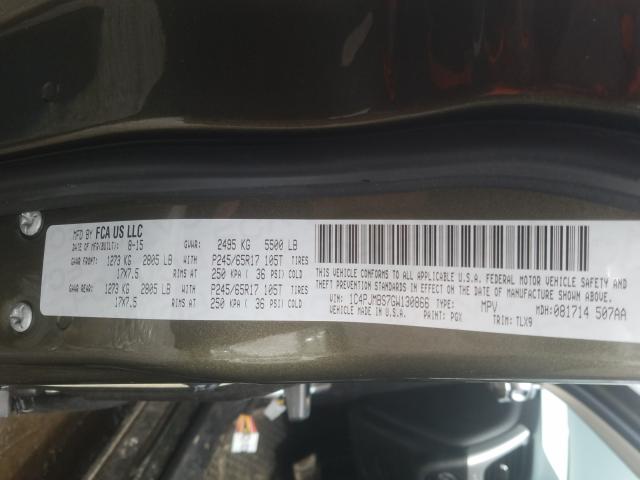 MFD BY FCA US LLC
DATE OF MFG(BUILT): 8-15 GVWR: 2495 KG 5500 LB
GAWR FRONT: 1273 KG 2805 LB WITH P245/65R17 105T TIRES
17X7.5 RIMS AT 250 KPA ( 36 PSI) COLD
GAWR REAR: 1273 KG 2805 LB WITH P245/65R17 105T TIRES
17X7.5 RIMS AT 250 KPA ( 36 PSI) COLD
THIS VEHICLE CONFORMS TO ALL APPLICABLE U.S.A. FEDERAL MOTOR VEHICLE SAFETY AND
THEFT PREVENTION STANDARDS IN EFFECT ON THE DATE OF MANUFACTURE SHOWN ABOVE.
VIN: 1C4PJMBS7GW130866 TYPE: MPV MDH: 081714 507AA
VEHICLE MADE IN U.S.A. PAINT: PGX TRIM: TLX9